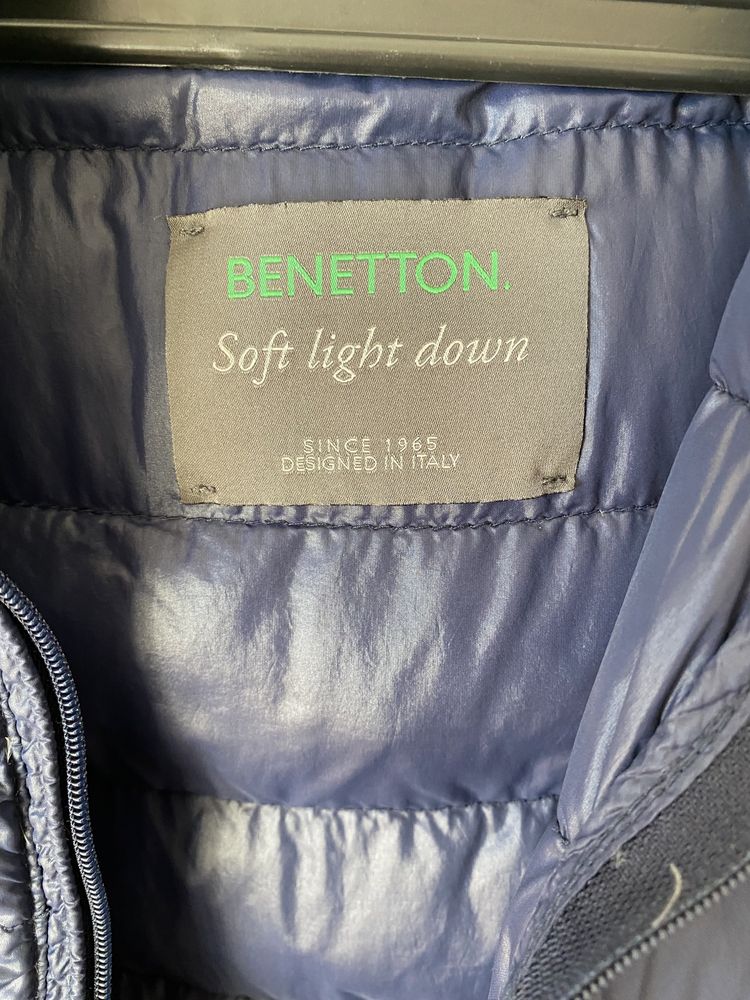 BENETTON.
Soft light down
SINCE 1965
DESIGNED IN ITALY